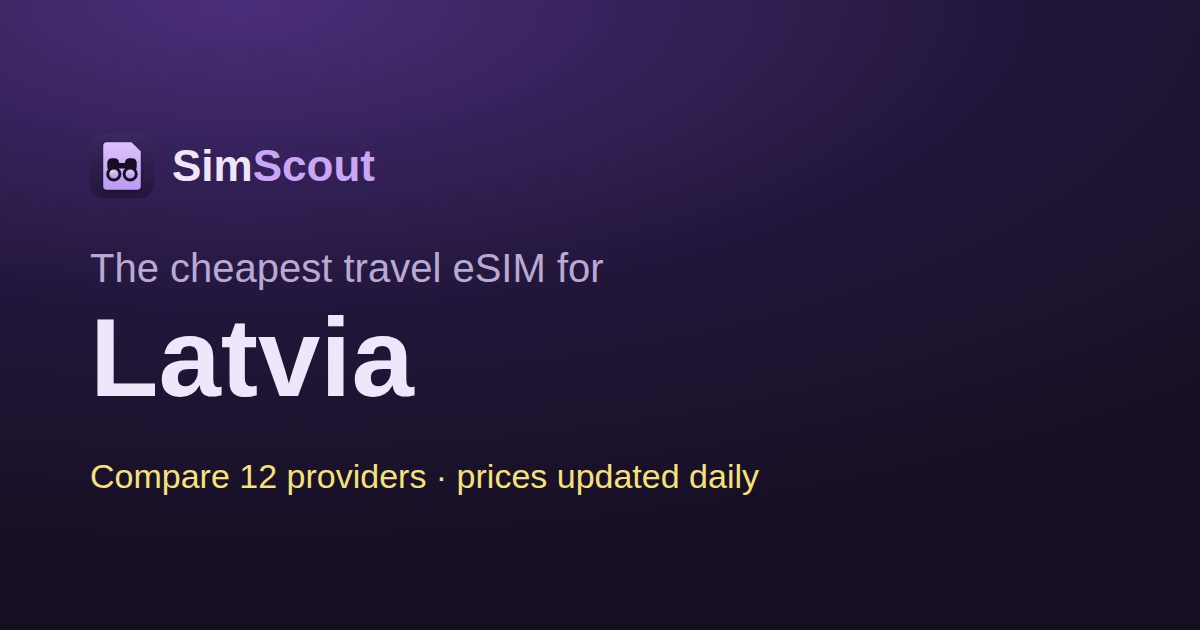 SimScout
The cheapest travel eSIM for
Latvia
Compare 12 providers · prices updated daily